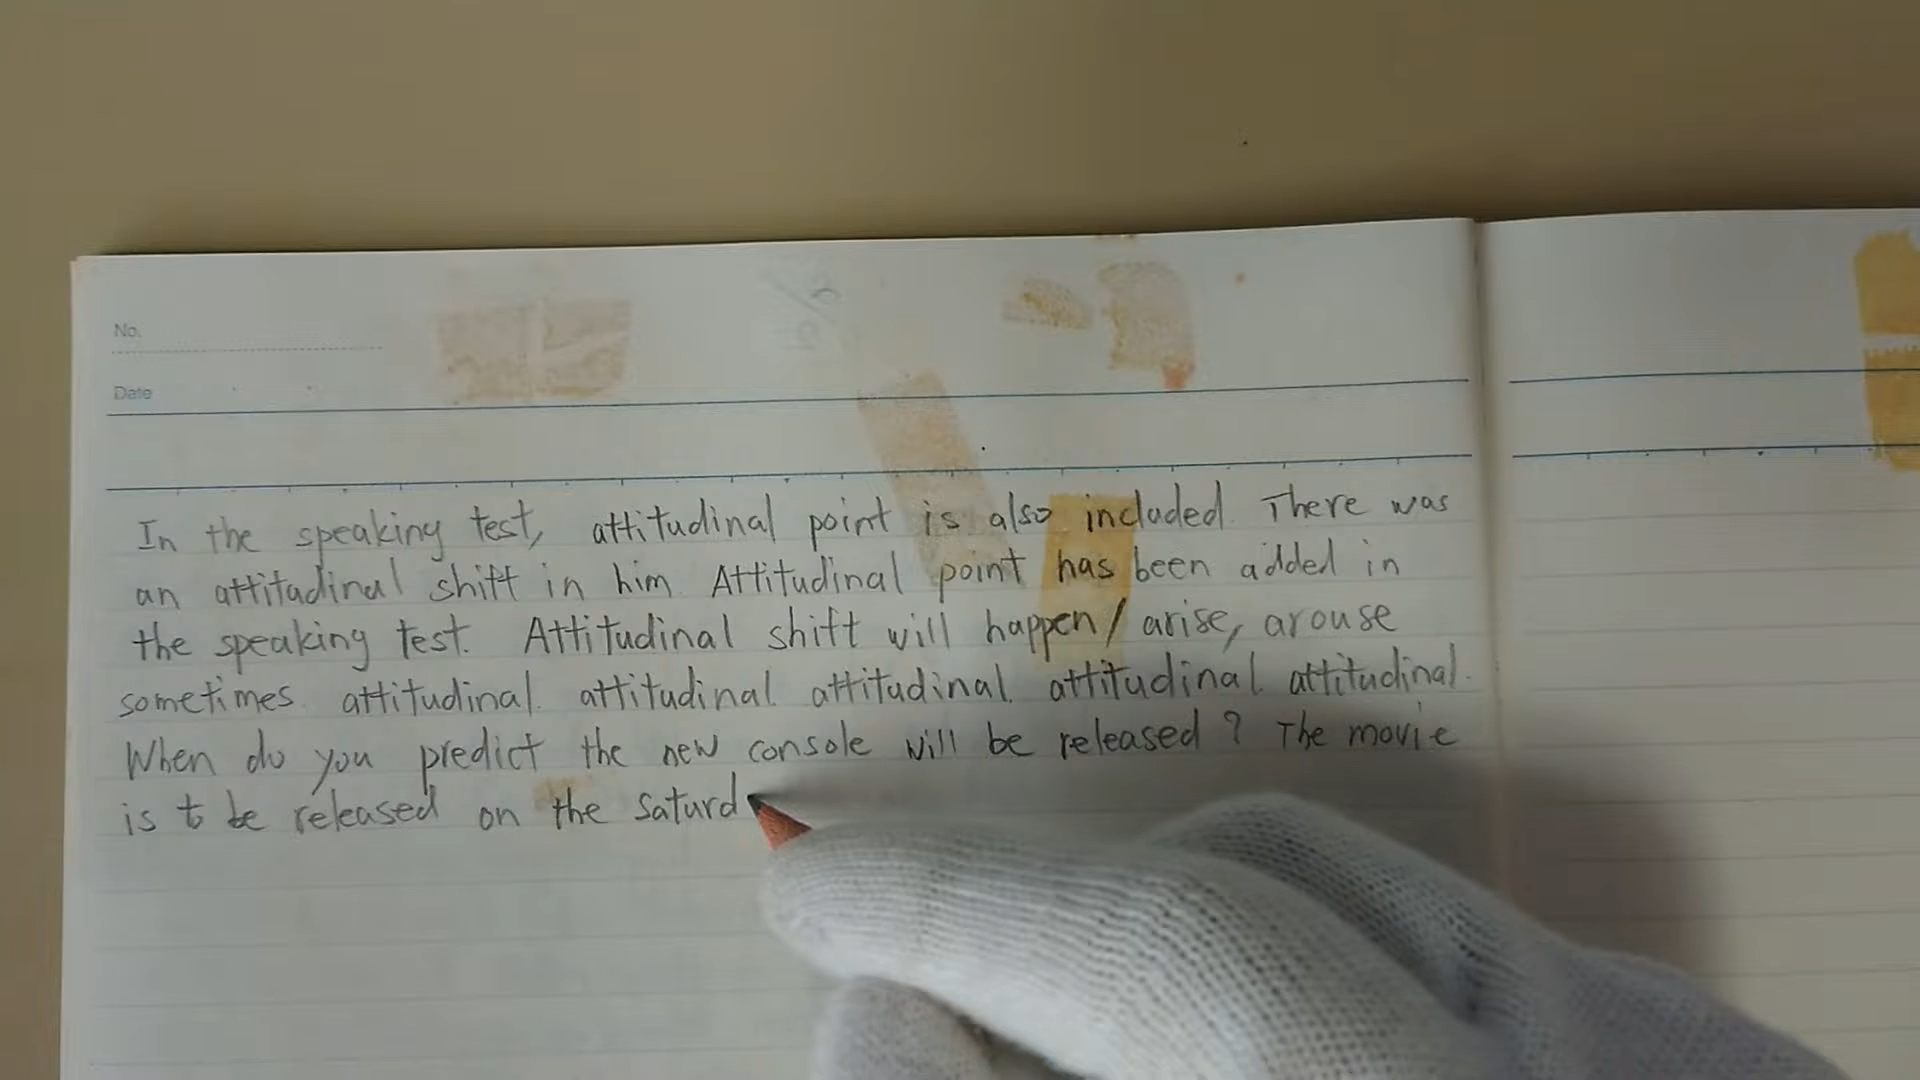 No.
Date
In the speaking test, attitudinal point is also included. There was
an attitudinal shift in him. Attitudinal point has been added in
the speaking test. Attitudinal shift will happen/ arise, arouse
sometimes. attitudinal. attitudinal attitudinal. attitudinal. attitudinal.
When do you predict the new console will be released? The movie
is to be released on the Saturd